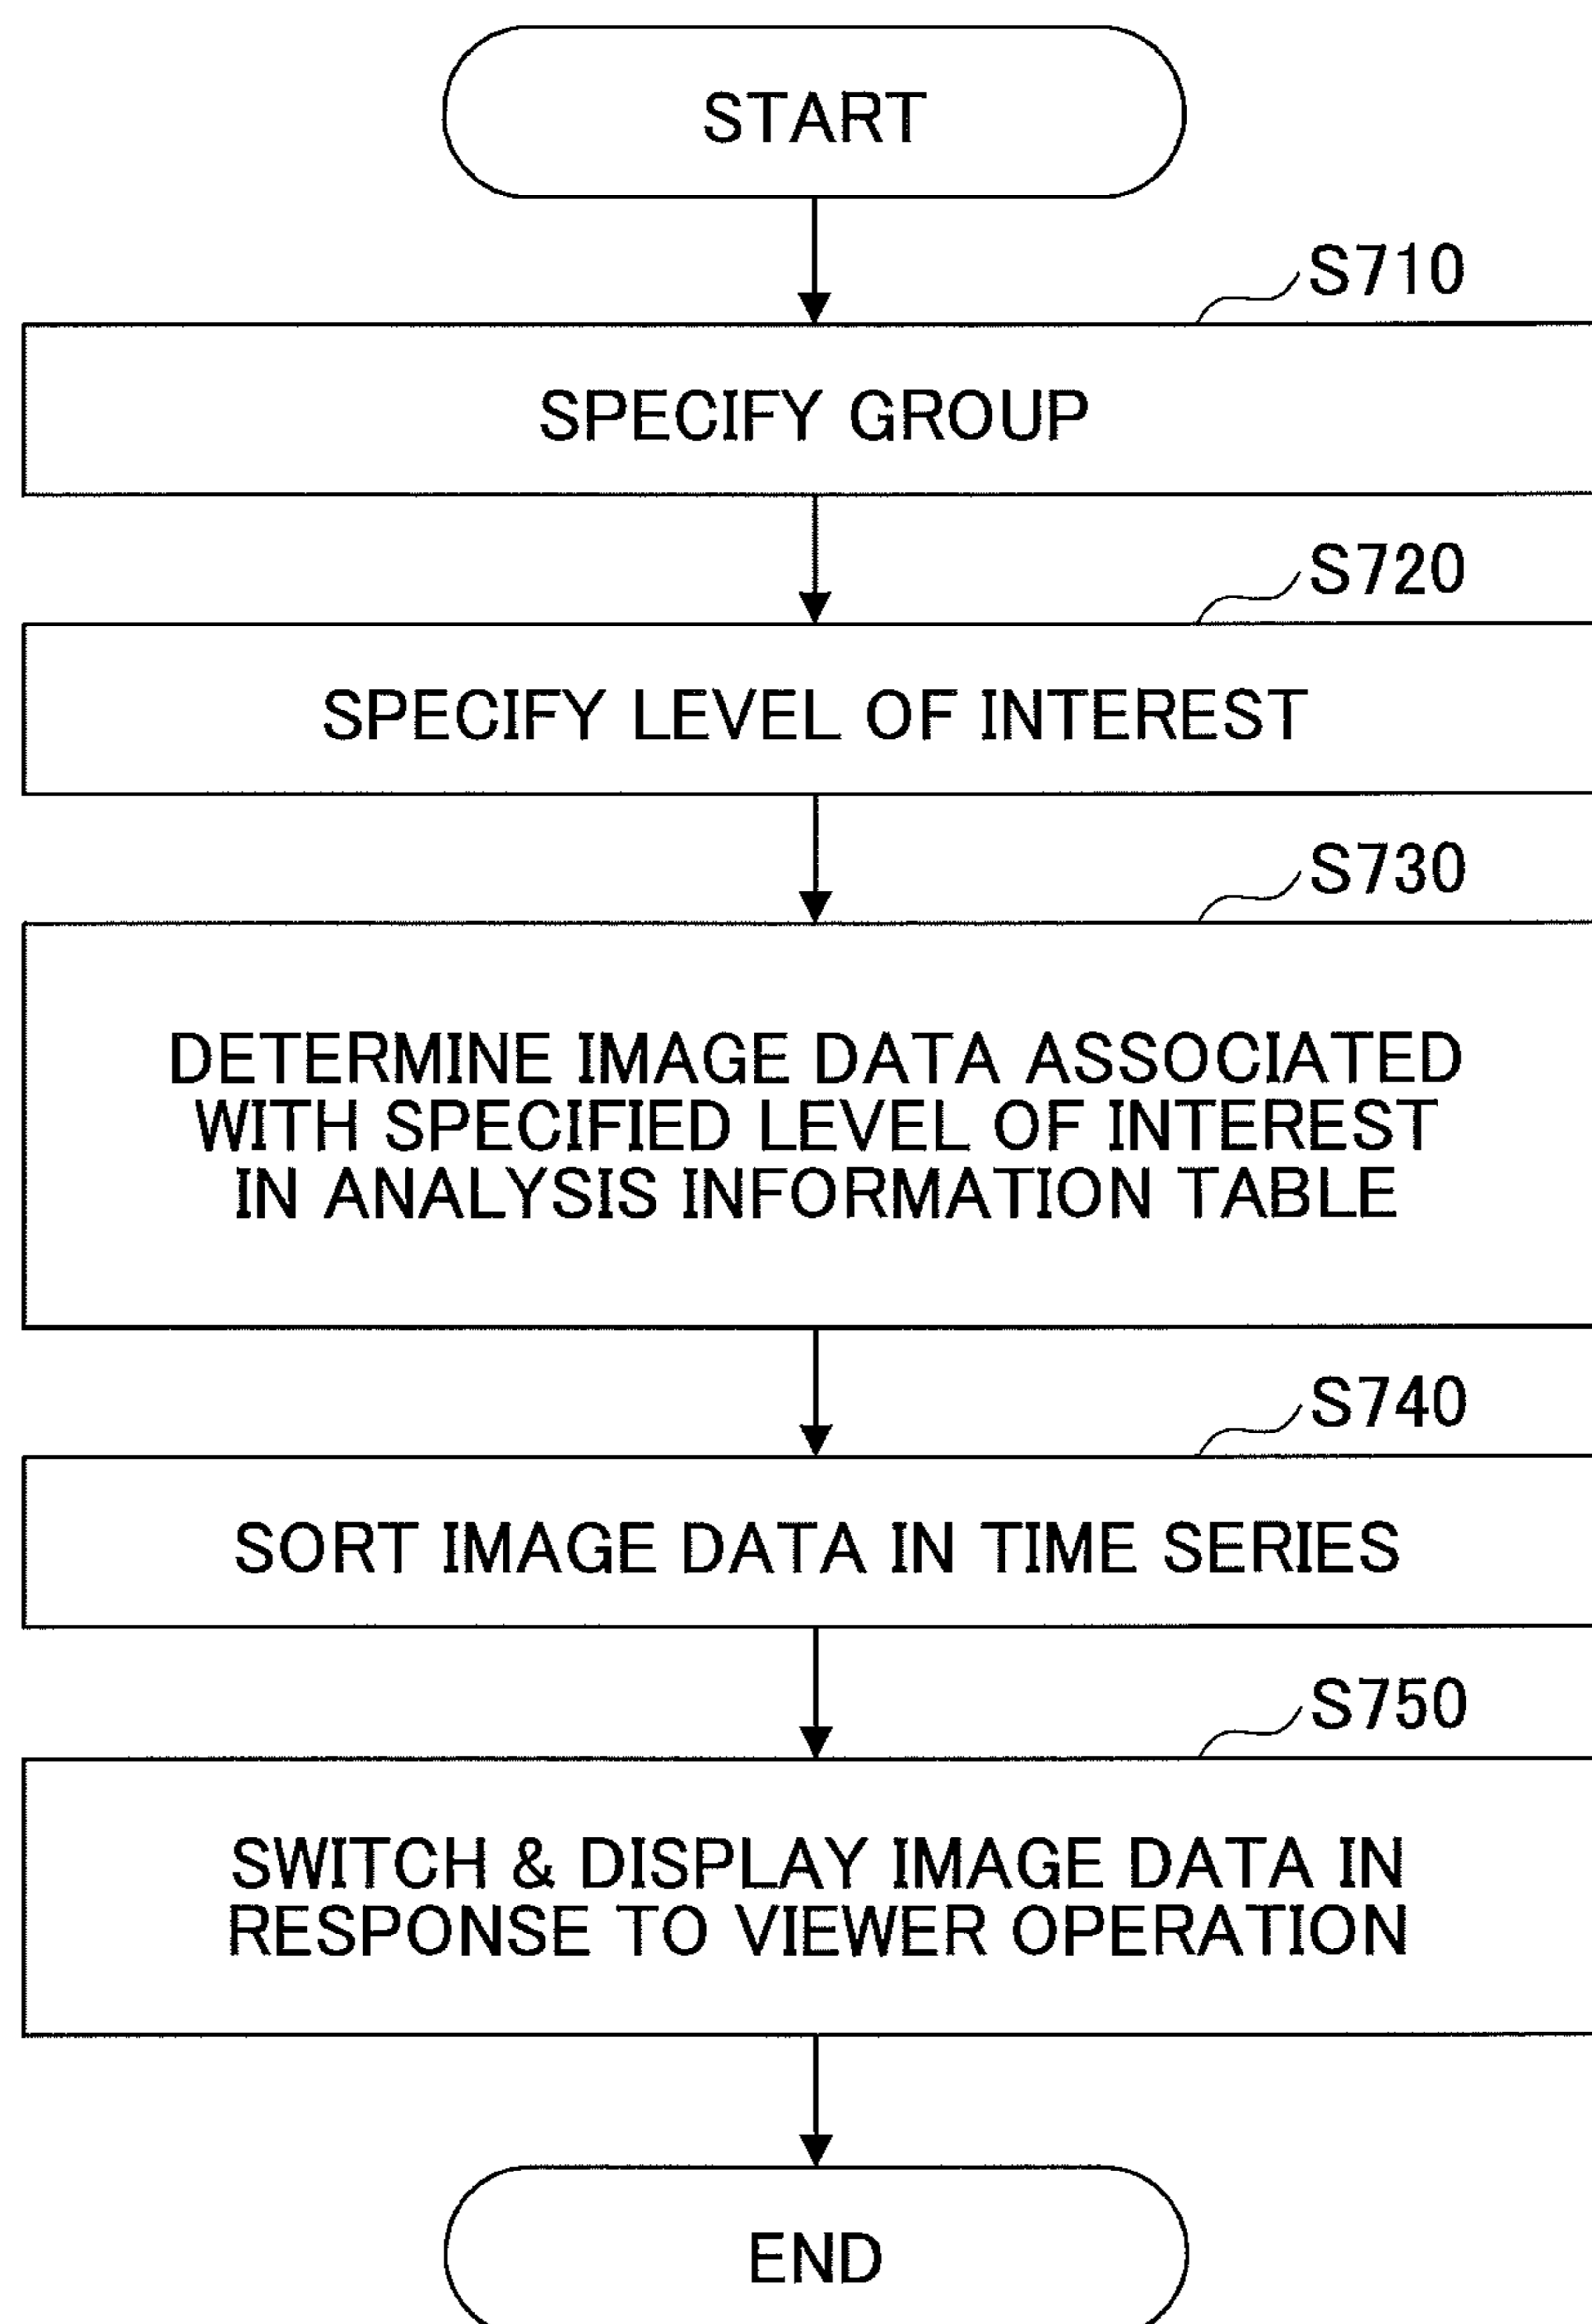 START
S710
SPECIFY GROUP
S720
SPECIFY LEVEL OF INTEREST
S730
DETERMINE IMAGE DATA ASSOCIATED
WITH SPECIFIED LEVEL OF INTEREST
IN ANALYSIS INFORMATION TABLE
S740
SORT IMAGE DATA IN TIME SERIES
S750
SWITCH & DISPLAY IMAGE DATA IN
RESPONSE TO VIEWER OPERATION
END